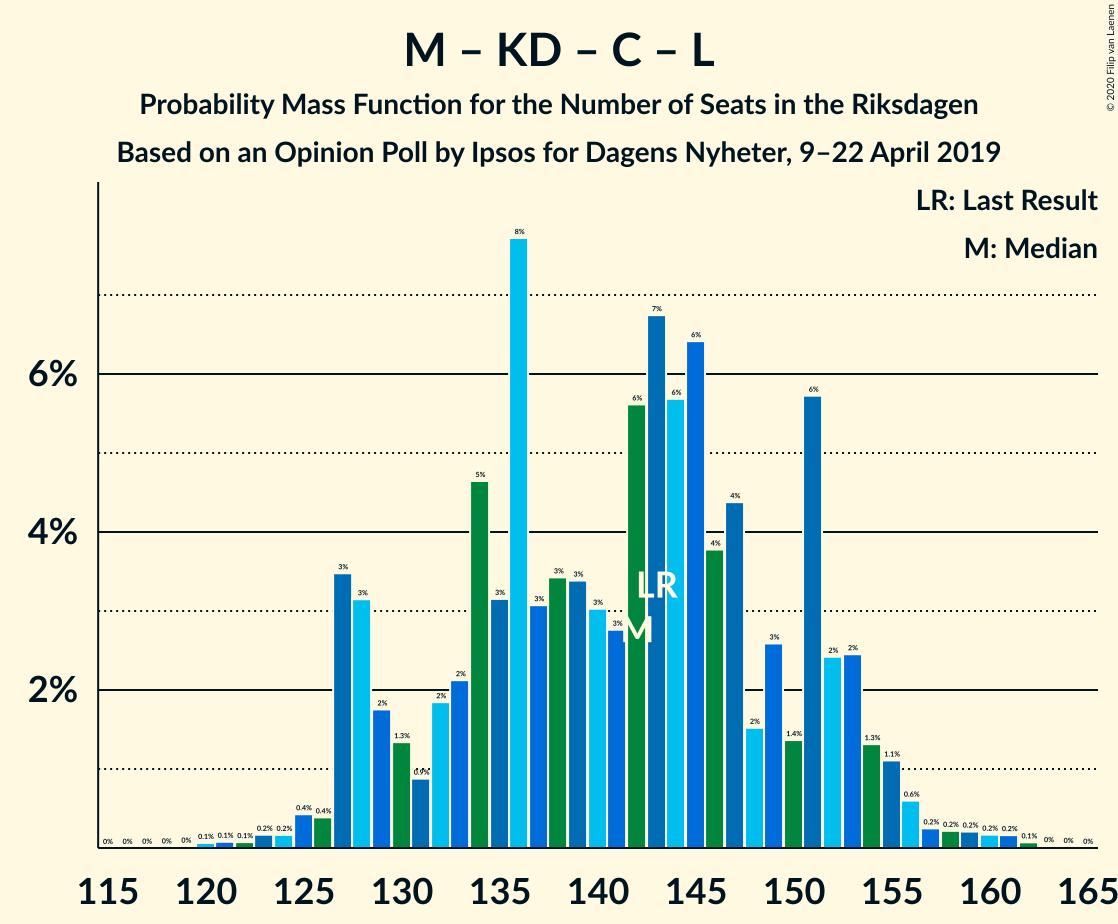 M – KD – C – L
Probability Mass Function for the Number of Seats in the Riksdagen
Based on an Opinion Poll by Ipsos for Dagens Nyheter, 9–22 April 2019
© 2020 Filip van Laenen
LR: Last Result
M: Median
6%
4%
2%
0% 0% 0% 0% 0% 0.1% 0.1% 0.1% 0.2% 0.2% 0.4% 0.4% 3% 3% 2% 1.3% 0.9% 2% 2% 5% 3% 8% 3% 3% 3% 3% 3% 6% 7% 6% 6% 4% 4% 2% 3% 1.4% 6% 2% 2% 1.3% 1.1% 0.6% 0.2% 0.2% 0.2% 0.2% 0.2% 0.1% 0% 0% 0%
LR
M
115 120 125 130 135 140 145 150 155 160 165